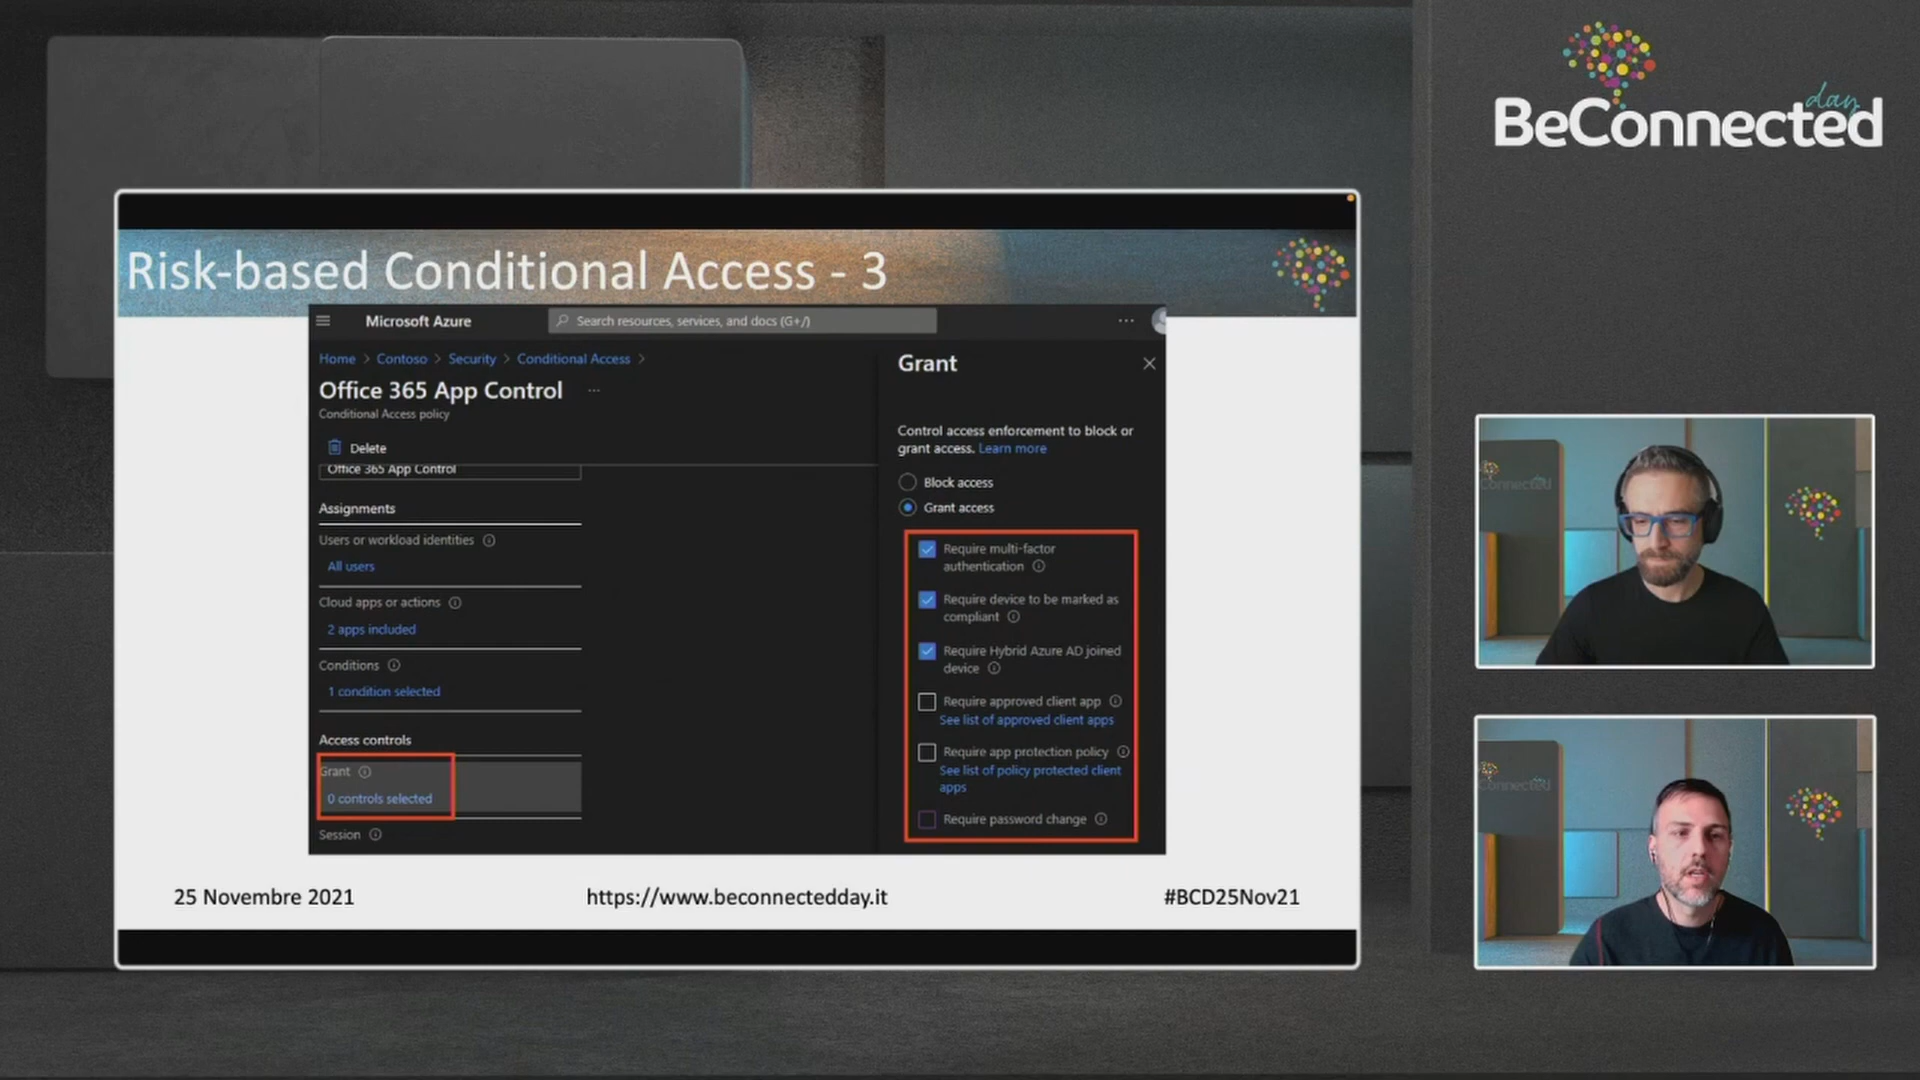 BeConnected
day
Risk-based Conditional Access - 3
Microsoft Azure
Search resources, services, and docs (G+/)
Home > Contoso > Security > Conditional Access >
Office 365 App Control
Conditional Access policy
Delete
Office 365 App Control
Assignments
Users or workload identities
All users
Cloud apps or actions
2 apps included
Conditions
1 condition selected
Access controls
Grant
0 controls selected
Session
Grant
Control access enforcement to block or
grant access. Learn more
Block access
Grant access
Require multi-factor
authentication
Require device to be marked as
compliant
Require Hybrid Azure AD joined
device
Require approved client app
See list of approved client apps
Require app protection policy
See list of policy protected client
apps
Require password change
25 Novembre 2021
https://www.beconnectedday.it
#BCD25Nov21
Connected
Connected